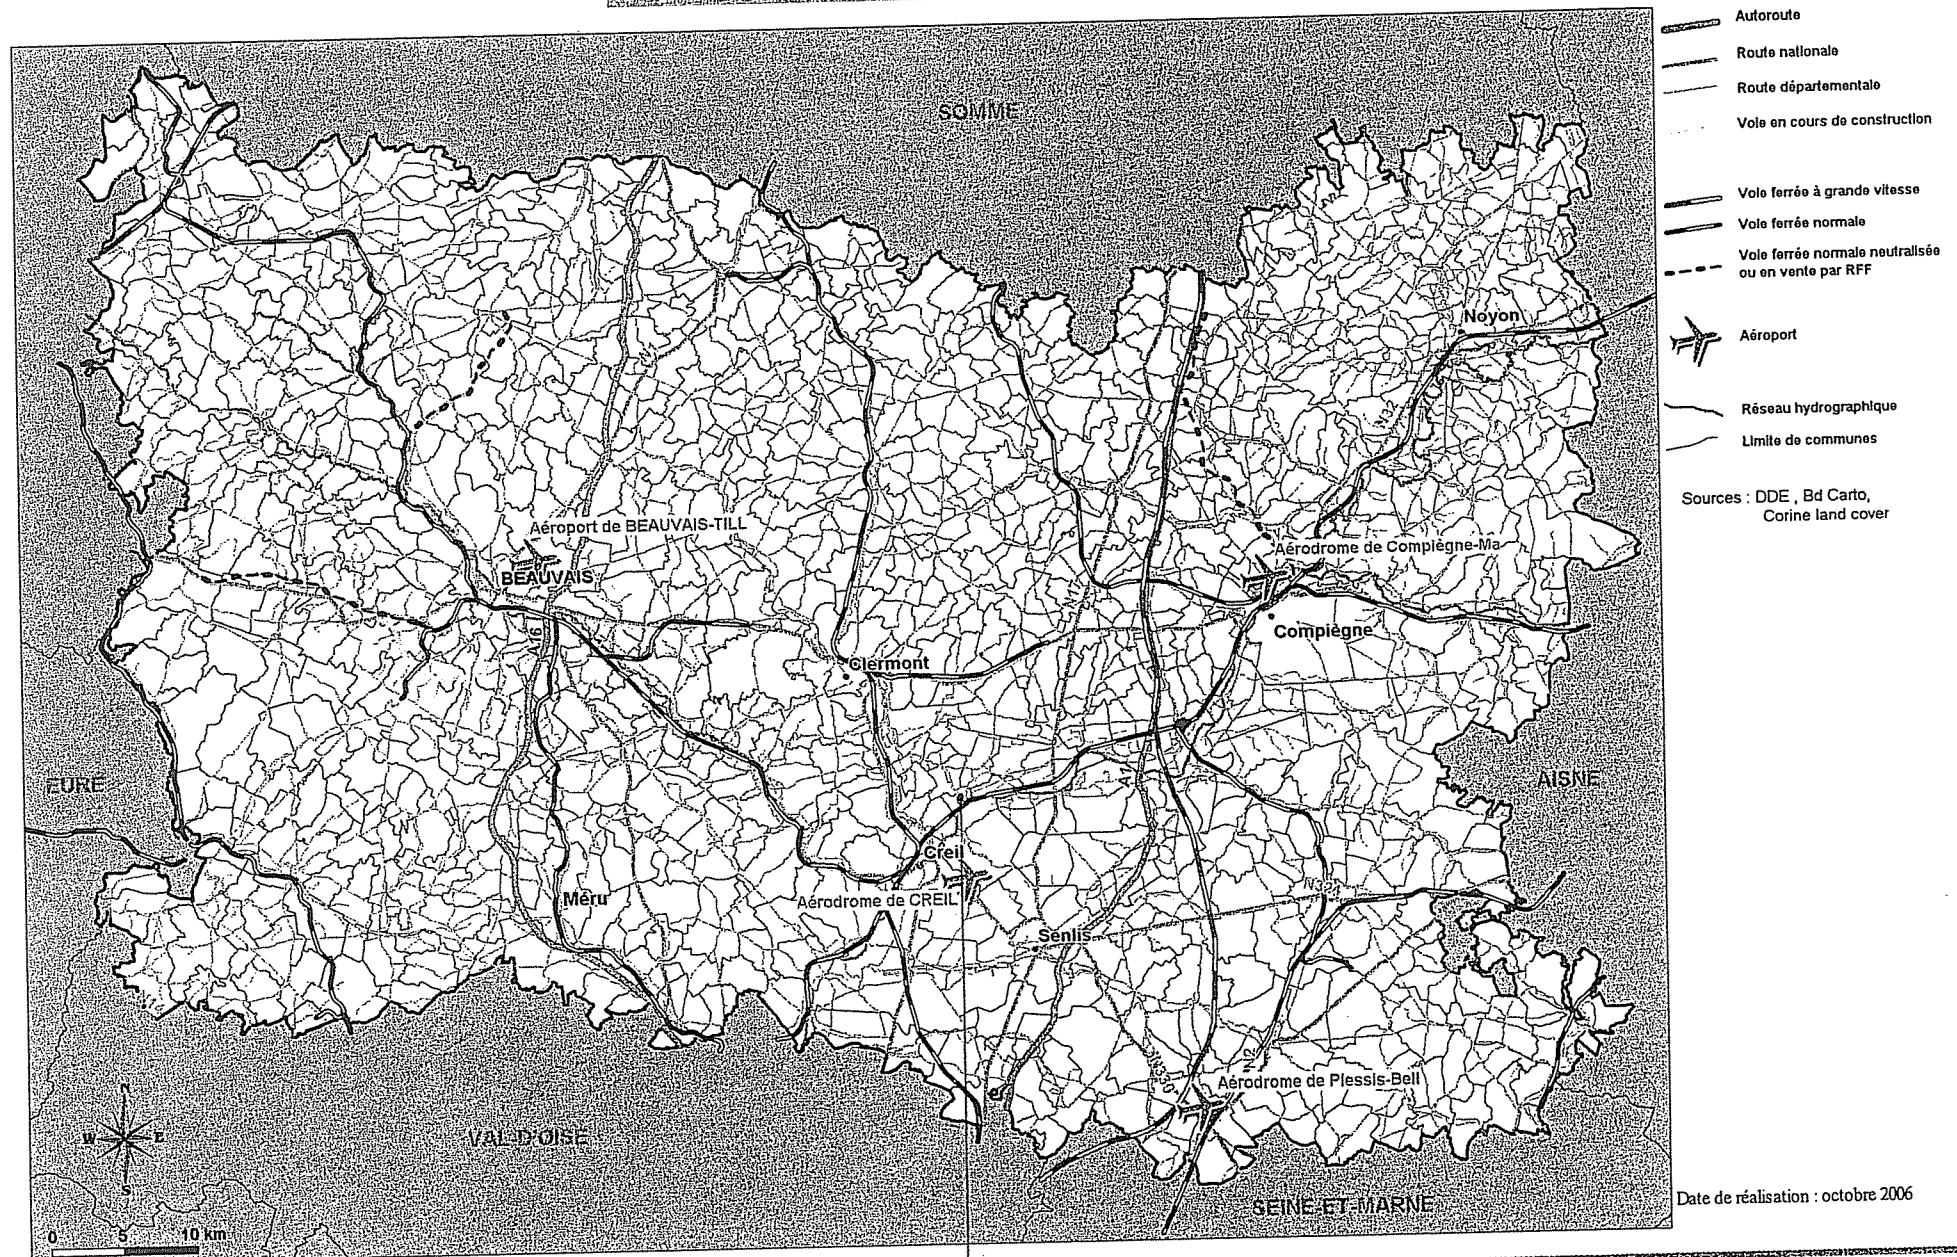 Autoroute
Route nationale
Route départementale
Voie en cours de construction
Voie ferrée à grande vitesse
Voie ferrée normale
Voie ferrée normale neutralisée
ou en vente par RFF
Aéroport
Réseau hydrographique
Limite de communes
Sources : DDE , Bd Carto,
Corine land cover
SOMME
Noyon
N32
Aéroport de BEAUVAIS-TILL
BEAUVAIS
Aérodrome de Compiègne-Ma
Compiègne
Clermont
EURE
AISNE
A1
Creil
Méru
Aérodrome de CREIL
Senlis
N2
Aérodrome de Plessis-Bell
VAL-D'OISE
SEINE-ET-MARNE
N
W E
S
0 5 10 km
Date de réalisation : octobre 2006